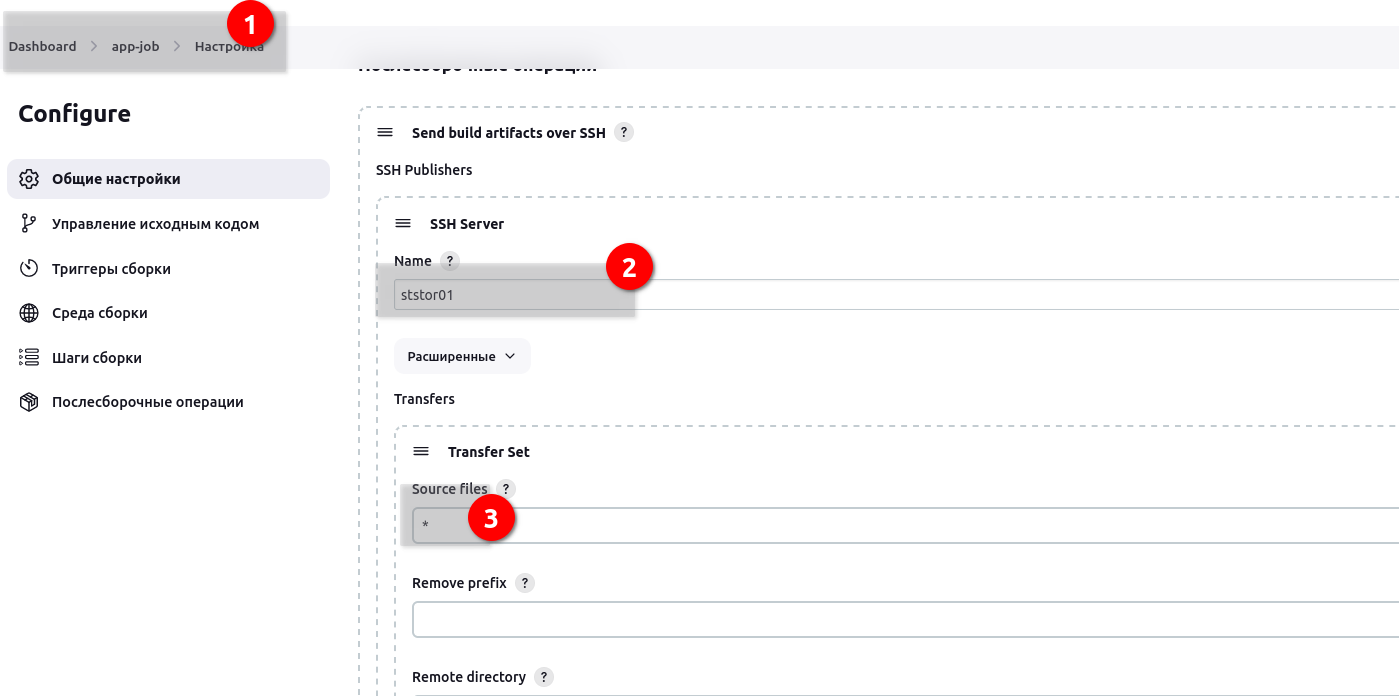 1
Dashboard > app-job > Настройка
Послесборочные операции
Configure
Общие настройки
Управление исходным кодом
Триггеры сборки
Среда сборки
Шаги сборки
Послесборочные операции
Send build artifacts over SSH ?
SSH Publishers
SSH Server
Name ?
2
ststor01
Расширенные
Transfers
Transfer Set
Source files ?
3
*
Remove prefix ?
Remote directory ?